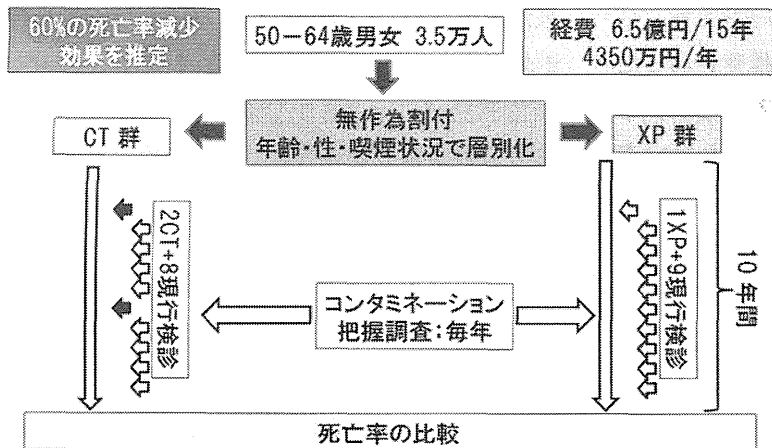 60%の死亡率減少
効果を推定
50－64歳男女 3.5万人
経費 6.5億円/15年
4350万円/年
無作為割付
年齢・性・喫煙状況で層別化
CT 群
XP 群
2CT+8現行検診
コンタミネーション
把握調査：毎年
1XP+9現行検診
10年間
死亡率の比較